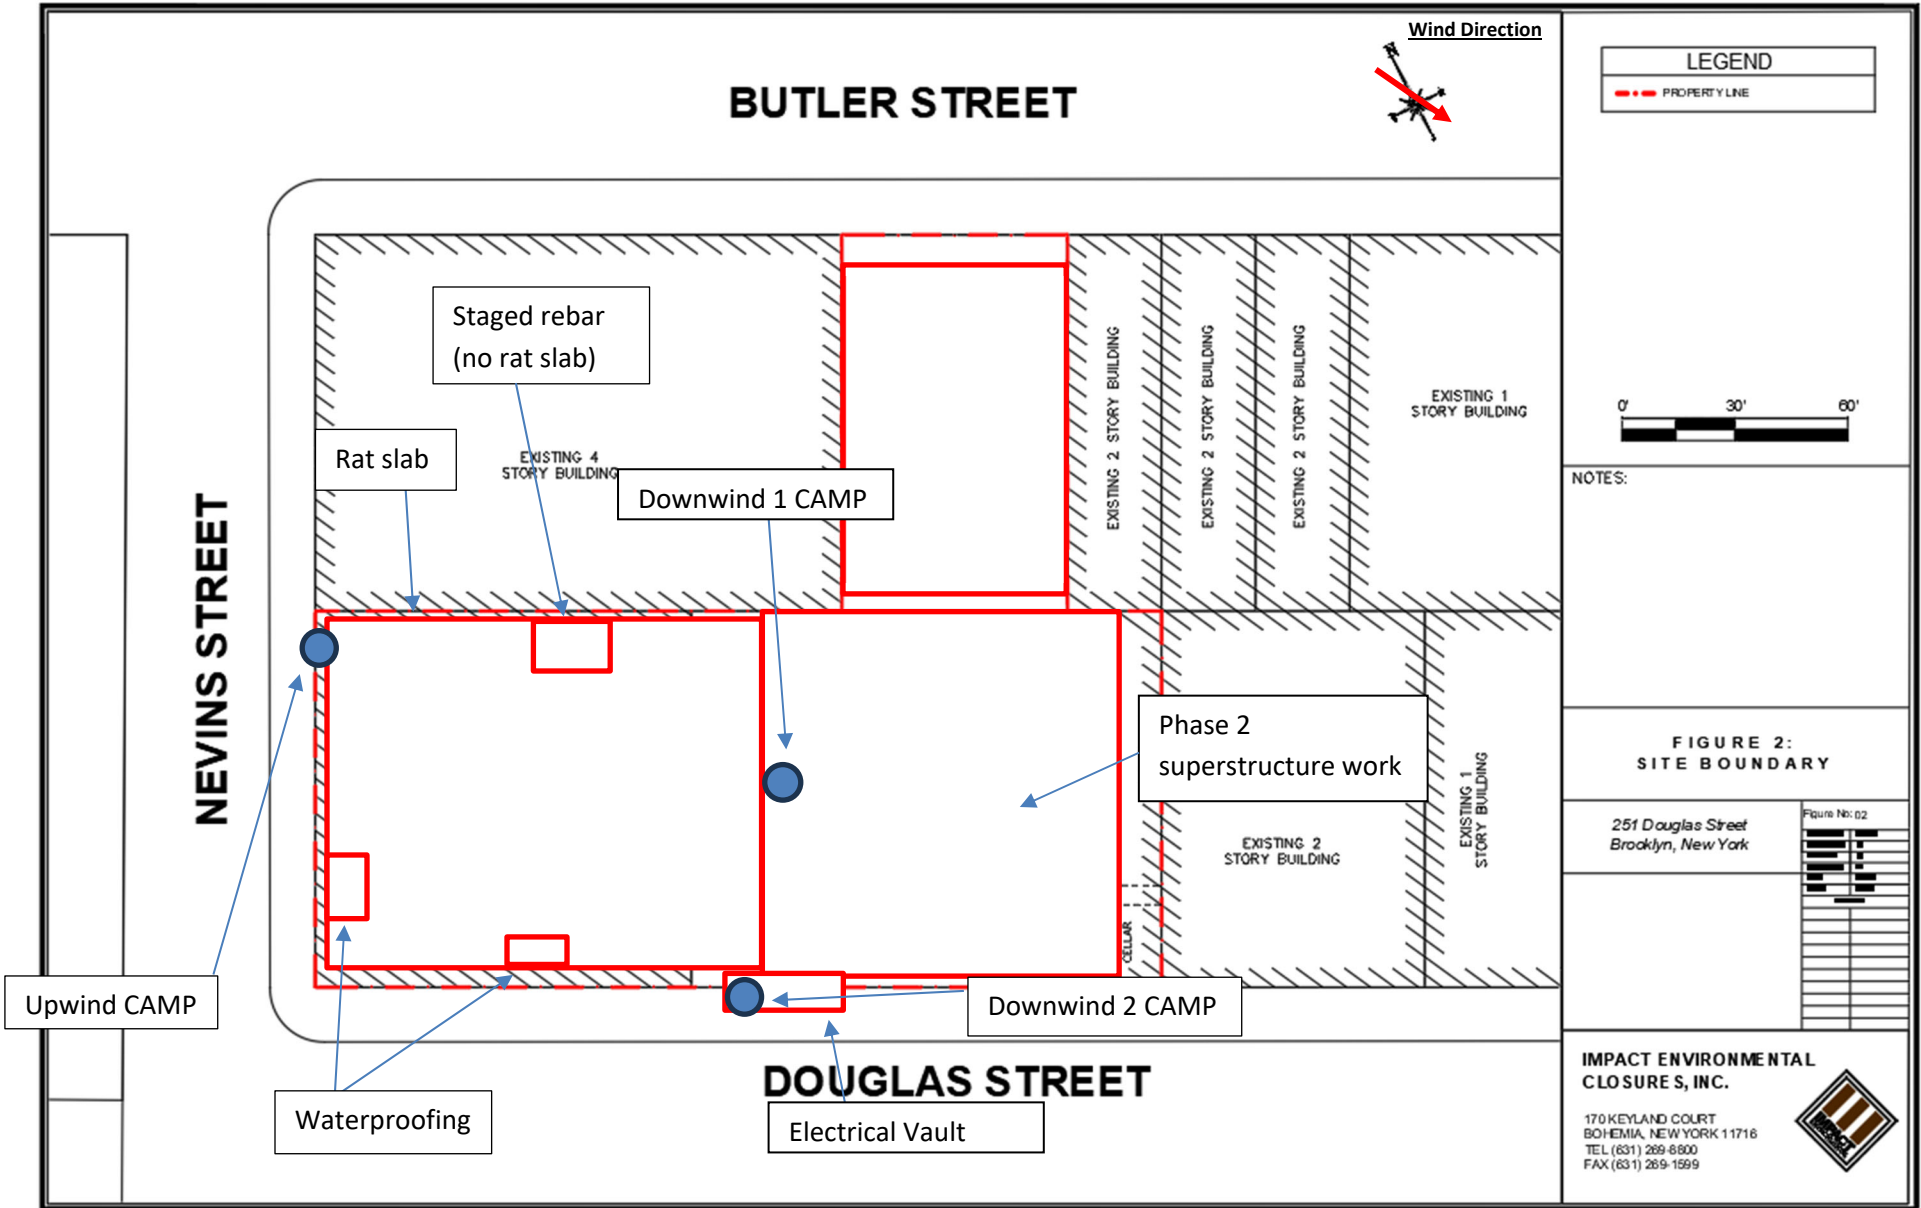 Wind Direction
N
BUTLER STREET
LEGEND
PROPERTY LINE
Staged rebar
(no rat slab)
Rat slab
EXISTING 4
STORY BUILDING
Downwind 1 CAMP
EXISTING 2 STORY BUILDING
EXISTING 2 STORY BUILDING
EXISTING 2 STORY BUILDING
EXISTING 1
STORY BUILDING
0' 30' 60'
NOTES:
NEVINS STREET
Phase 2
superstructure work
EXISTING 2
STORY BUILDING
EXISTING 1
STORY BUILDING
CELLAR
Upwind CAMP
Downwind 2 CAMP
Waterproofing
DOUGLAS STREET
Electrical Vault
FIGURE 2:
SITE BOUNDARY
251 Douglas Street
Brooklyn, New York
Figure No: 02
IMPACT ENVIRONMENTAL
CLOSURES, INC.
170 KEYLAND COURT
BOHEMIA, NEW YORK 11716
TEL (631) 269-8800
FAX (631) 269-1599
IMPACT